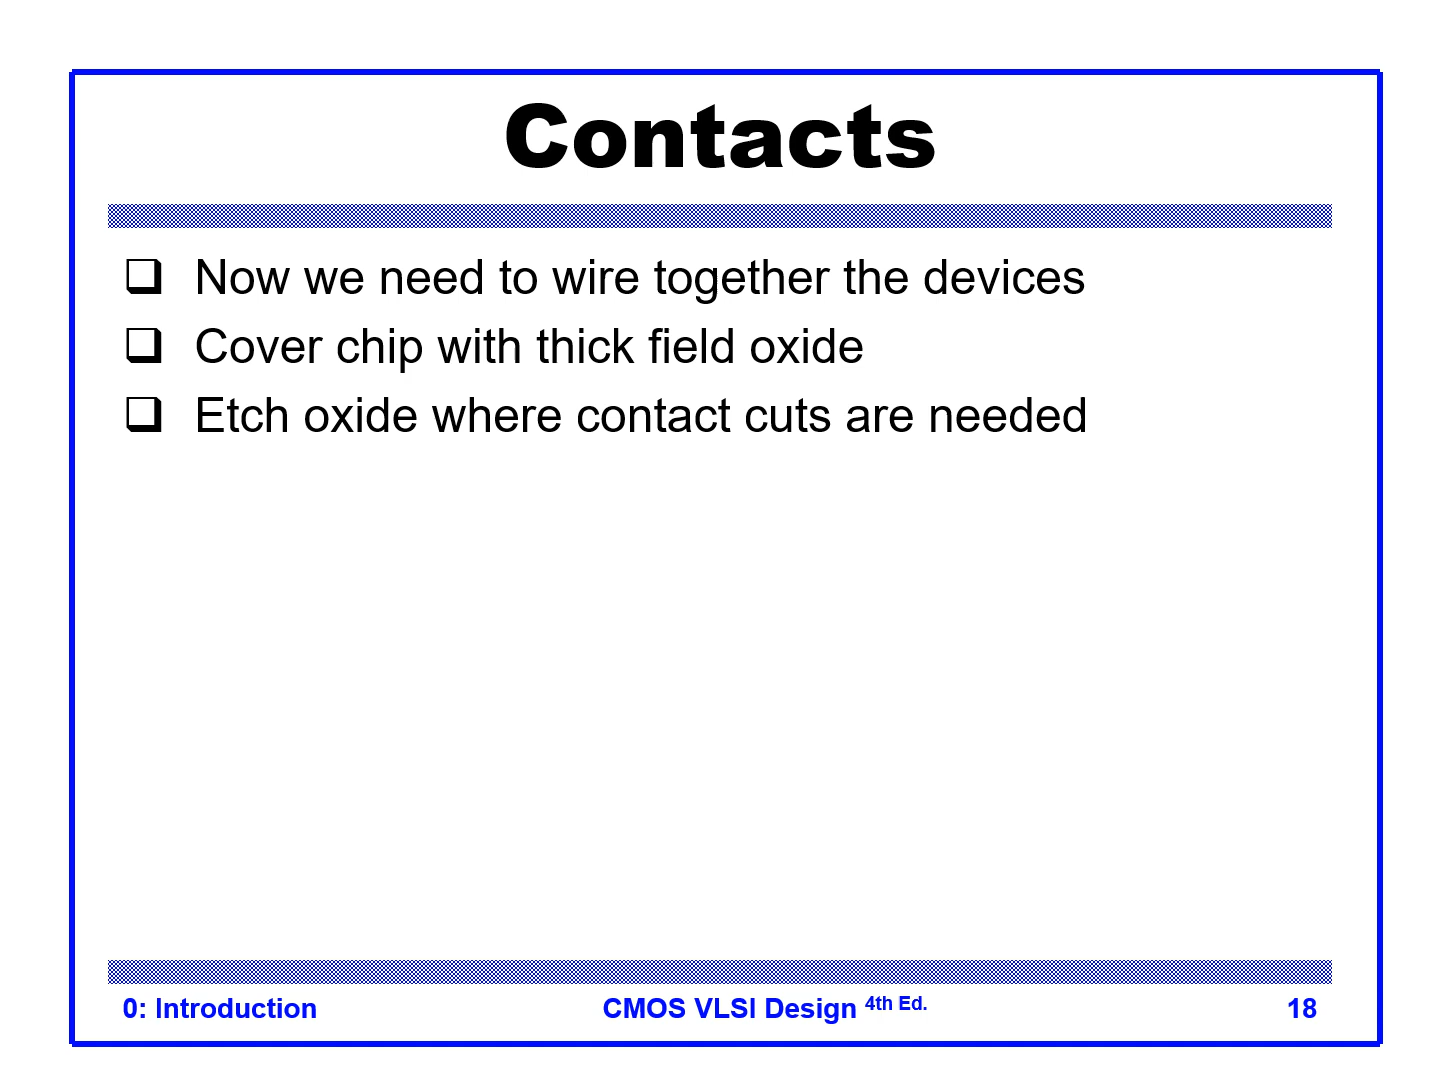 Contacts
❑ Now we need to wire together the devices
❑ Cover chip with thick field oxide
❑ Etch oxide where contact cuts are needed
0: Introduction CMOS VLSI Design 4th Ed. 18